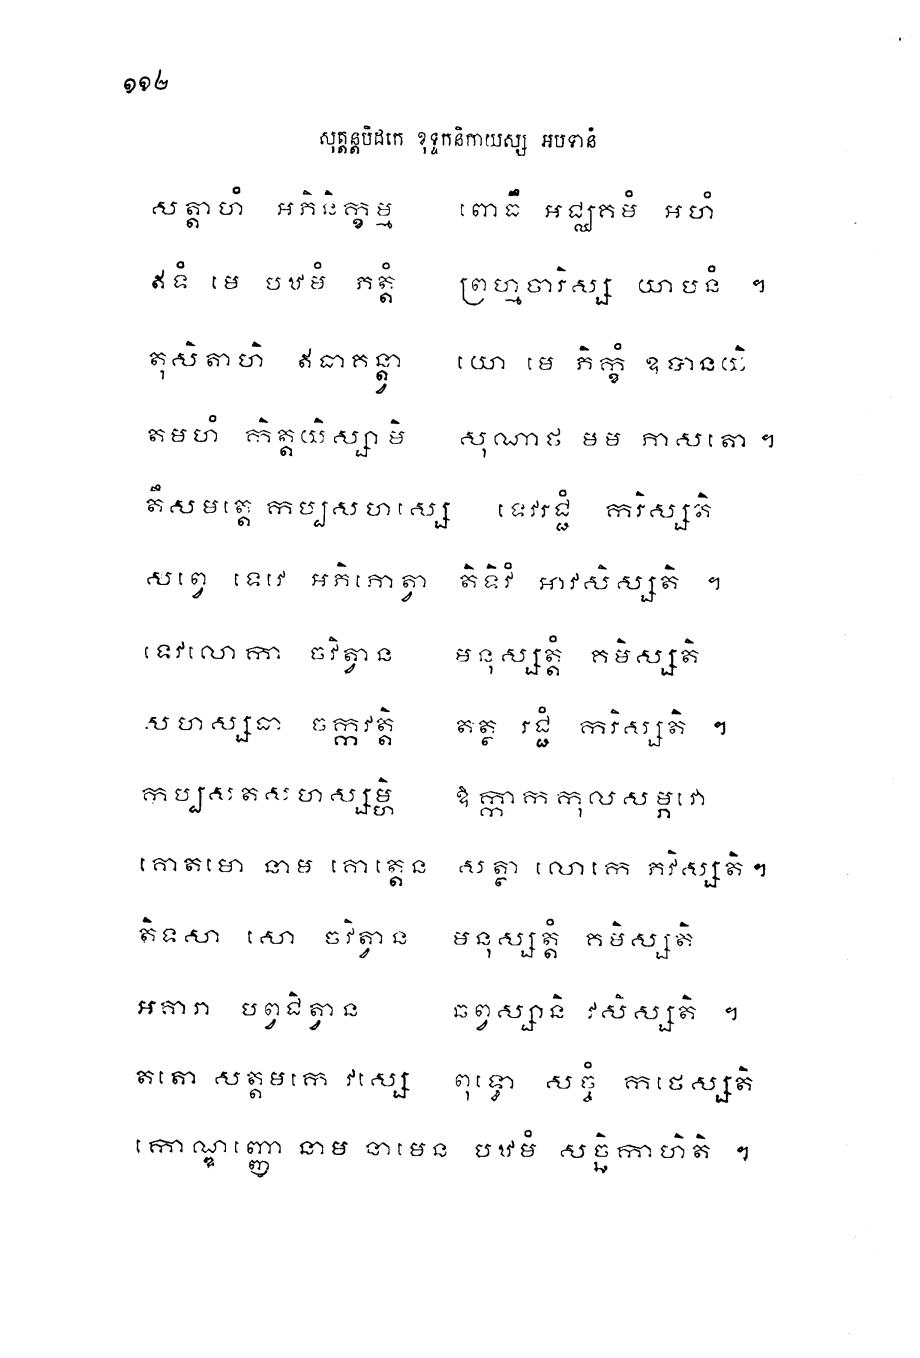 ១១២
សុត្តន្តបិដកេ ខុទ្ទកនិកាយស្ស អបទានំ
សត្តាហំ អភិនិក្ខម្ម ពោធឹ អជ្ឈគមំ អហំ
ឥទំ មេ បឋមំ ភត្តំ ព្រហ្មចារិស្ស យាបនំ ។
តុសិតាហិ ឥធាគន្ត្វា យោ មេ ភិក្ខំ ឧទានយិ
តមហំ កិត្តយិស្សាមិ សុណាថ មម ភាសតោ ។
តឹសមត្តេ កប្បសហស្សេ ទេវរជ្ជំ ករិស្សតិ
សព្វេ ទេវេ អភិភោត្វា តិទិវំ អាវសិស្សតិ ។
ទេវលោកា ចវិត្វាន មនុស្សត្តំ គមិស្សតិ
សហស្សធា ចក្កវត្តិ តត្ថ រជ្ជំ ករិស្សតិ ។
កប្បសតសហស្សម្ហិ ឱក្កាកកុលសម្ភវោ
គោតមោ នាម គោត្តេន សត្ថា លោកេ ភវិស្សតិ ។
តិទសា សោ ចវិត្វាន មនុស្សត្តំ គមិស្សតិ
អគារា បព្វជិត្វាន ឆព្វស្សានិ វសិស្សតិ ។
តតោ សត្តមកេ វស្សេ ពុទ្ធោ សច្ចំ កថេស្សតិ
កោណ្ឌញ្ញោ នាម នាមេន បឋមំ សច្ឆិកាហិតិ ។